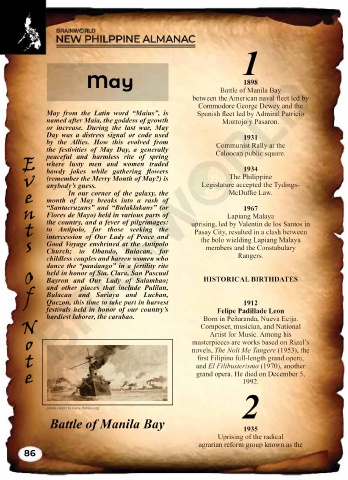 BRAINWORLD
NEW PHILPPINE ALMANAC
May
May from the Latin word “Maius”, is
named after Maia, the goddess of growth
or increase. During the last war, May
Day was a distress signal or code used
by the Allies. How this evolved from
the festivities of May Day, a generally
peaceful and harmless rite of spring
where lusty men and women traded
bawdy jokes while gathering flowers
(remember the Merry Month of May?) is
anybody's guess.
In our corner of the galaxy, the
month of May breaks into a rash of
“Santacruzans” and “Bulaklakans” (or
Flores de Mayo) held in various parts of
the country, and a fever of pilgrimages:
to Antipolo, for those seeking the
intercession of Our Lady of Peace and
Good Voyage enshrined at the Antipolo
Church; to Obando, Bulacan, for
childless couples and barren women who
dance the “pandango” in a fertility rite
held in honor of Sta. Clara, San Pascual
Baylon and Our Lady of Salambao;
and other places that include Pulilan,
Bulacan and Sariaya and Lucban,
Quezon, this time to take part in harvest
festivals held in honor of our country's
hardiest laborer, the carabao.
Event Of Note
Battle of Manila Bay
86
1
1898
Battle of Manila Bay
between the American naval fleet led by
Commodore George Dewey and the
Spanish fleet led by Admiral Patricio
Montojo y Pasaron.
1931
Communist Rally at the
Caloocan public square.
1934
The Philippine
Legislature accepted the Tydings-
McDuffie Law.
1967
Lapiang Malaya
uprising, led by Valentin de los Santos in
Pasay City, resulted in a clash between
the bolo wielding Lapiang Malaya
members and the Constabulary
Rangers.
HISTORICAL BIRTHDATES
1912
Felipe Padillade Leon
Born in Peñaranda, Nueva Ecija.
Composer, musician, and National
Artist for Music. Among his
masterpieces are works based on Rizal's
novels, The Noli Me Tangere (1953), the
first Filipino full-length grand opera,
and El Filibusterismo (1970), another
grand opera. He died on December 5,
1992.
2
1935
Uprising of the radical
agrarian reform group known as the